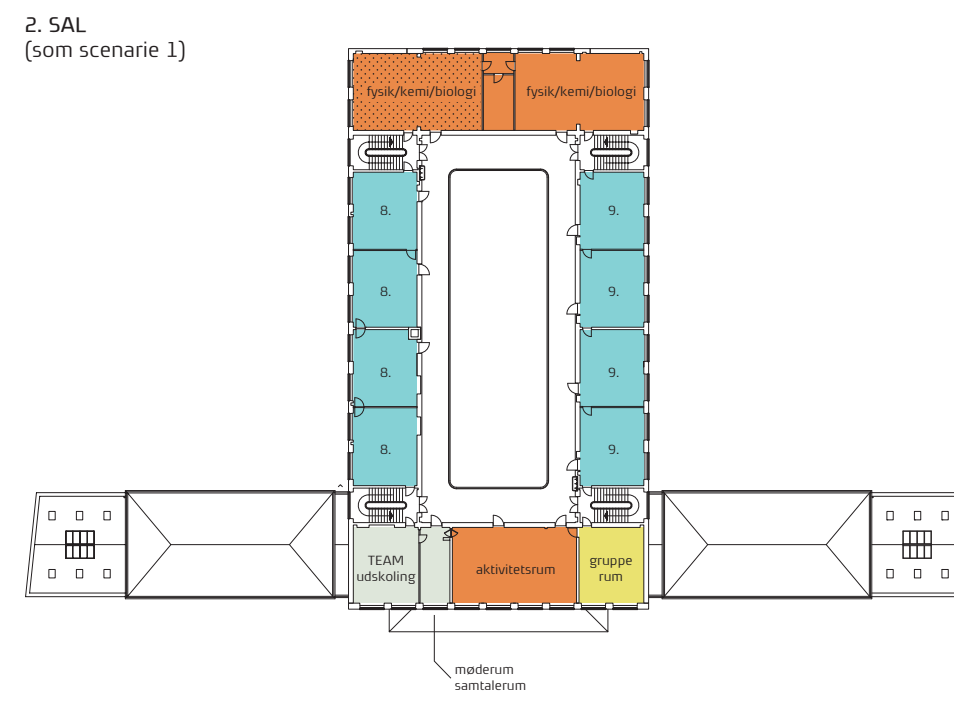 2. SAL
(som scenarie 1)
fysik/kemi/biologi
fysik/kemi/biologi
8.
9.
8.
9.
8.
9.
8.
9.
TEAM
udskoling
aktivitetsrum
gruppe
rum
møderum
samtalerum